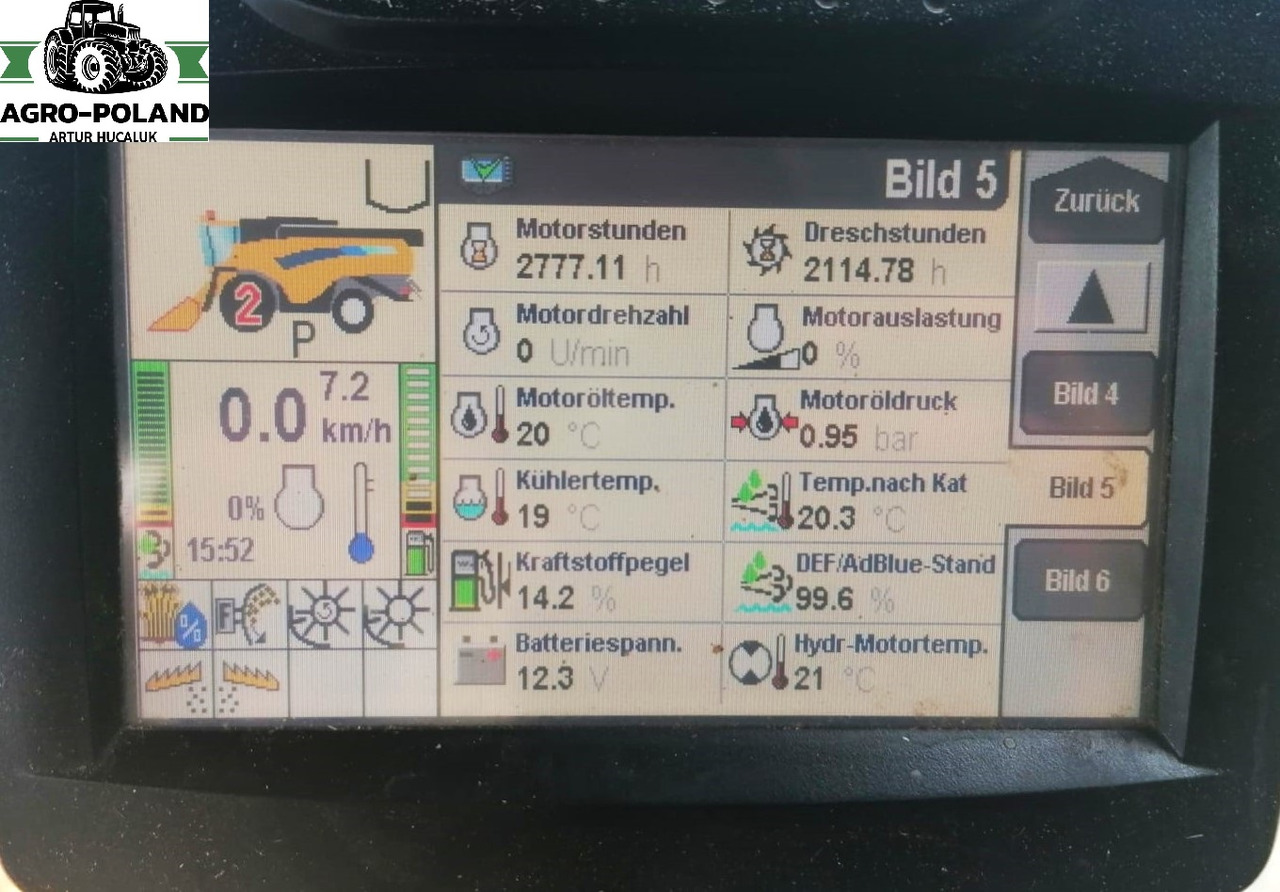 AGRO-POLAND
ARTUR HUCALUK
Bild 5
Zurück
Motorstunden
2777.11 h
Dreschstunden
2114.78 h
Motordrehzahl
0 U/min
Motorauslastung
0 %
Motoröltemp.
20 °C
Motoröldruck
0.95 bar
Kühlertemp.
19 °C
Temp.nach Kat
20.3 °C
Kraftstoffpegel
14.2 %
DEF/AdBlue-Stand
99.6 %
Batteriespann.
12.3 V
Hydr-Motortemp.
21 °C
Bild 4
Bild 5
Bild 6
2
P
7.2
0.0 km/h
0%
15:52
%
F